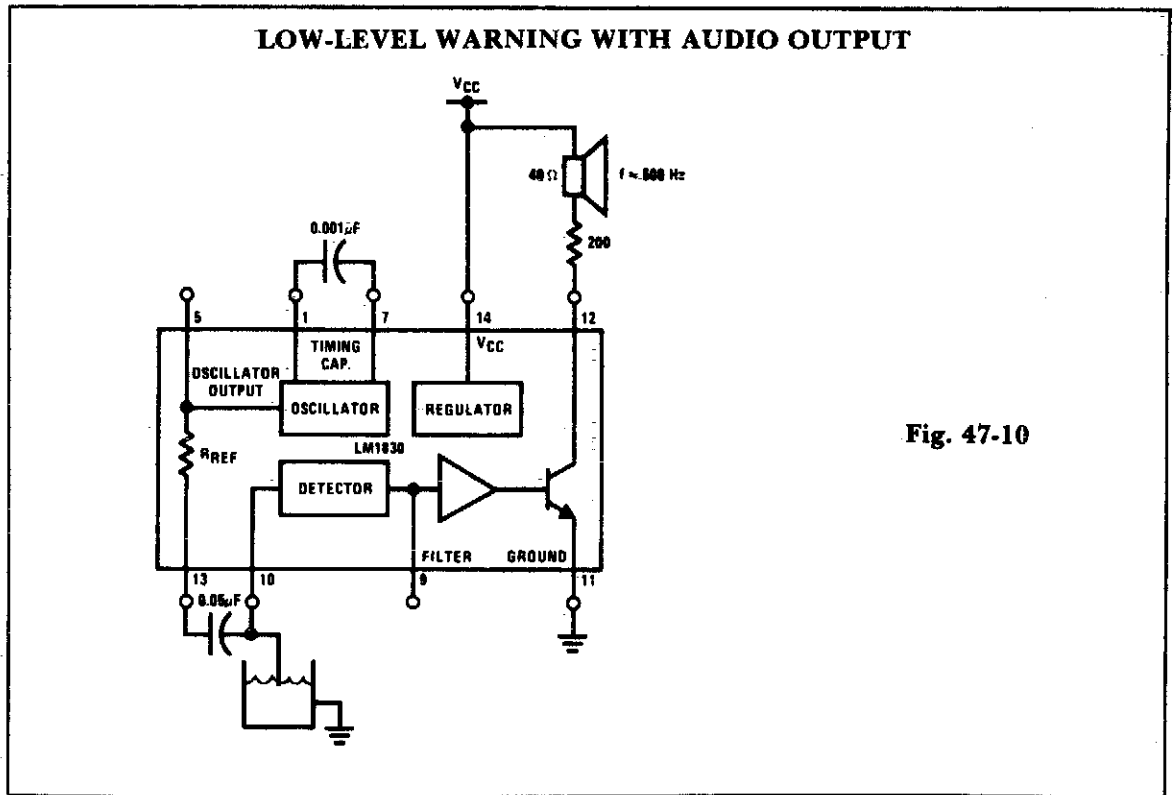 LOW-LEVEL WARNING WITH AUDIO OUTPUT
VCC
40 Ω
f ≈ 500 Hz
200
0.001µF
5
1
7
14
12
TIMING
CAP.
VCC
OSCILLATOR
OUTPUT
OSCILLATOR
REGULATOR
RREF
LM1830
DETECTOR
FILTER
GROUND
13
10
9
11
0.05µF
Fig. 47-10